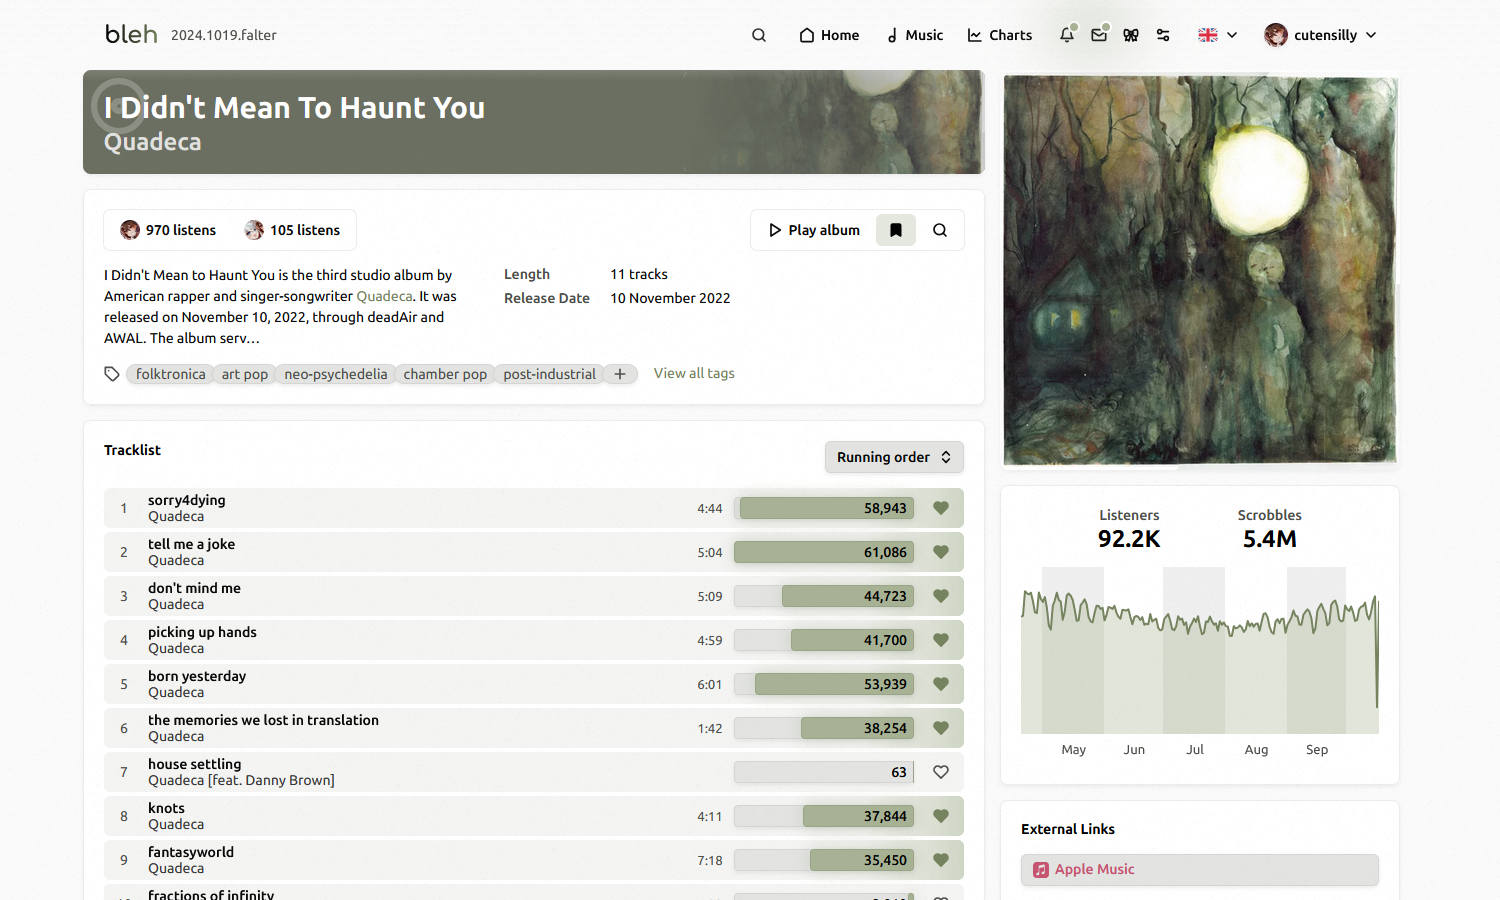 bleh 2024.1019.falter Home Music Charts cutensilly
I Didn't Mean To Haunt You
Quadeca
970 listens 105 listens Play album
I Didn't Mean to Haunt You is the third studio album by
American rapper and singer-songwriter Quadeca. It was
released on November 10, 2022, through deadAir and
AWAL. The album serv…
Length 11 tracks
Release Date 10 November 2022
folktronica art pop neo-psychedelia chamber pop post-industrial + View all tags
Tracklist
Running order
1 sorry4dying 4:44 58,943
Quadeca
2 tell me a joke 5:04 61,086
Quadeca
3 don't mind me 5:09 44,723
Quadeca
4 picking up hands 4:59 41,700
Quadeca
5 born yesterday 6:01 53,939
Quadeca
6 the memories we lost in translation 1:42 38,254
Quadeca
7 house settling 63
Quadeca [feat. Danny Brown]
8 knots 4:11 37,844
Quadeca
9 fantasyworld 7:18 35,450
Quadeca
fractions of infinity
Listeners Scrobbles
92.2K 5.4M
May Jun Jul Aug Sep
External Links
Apple Music